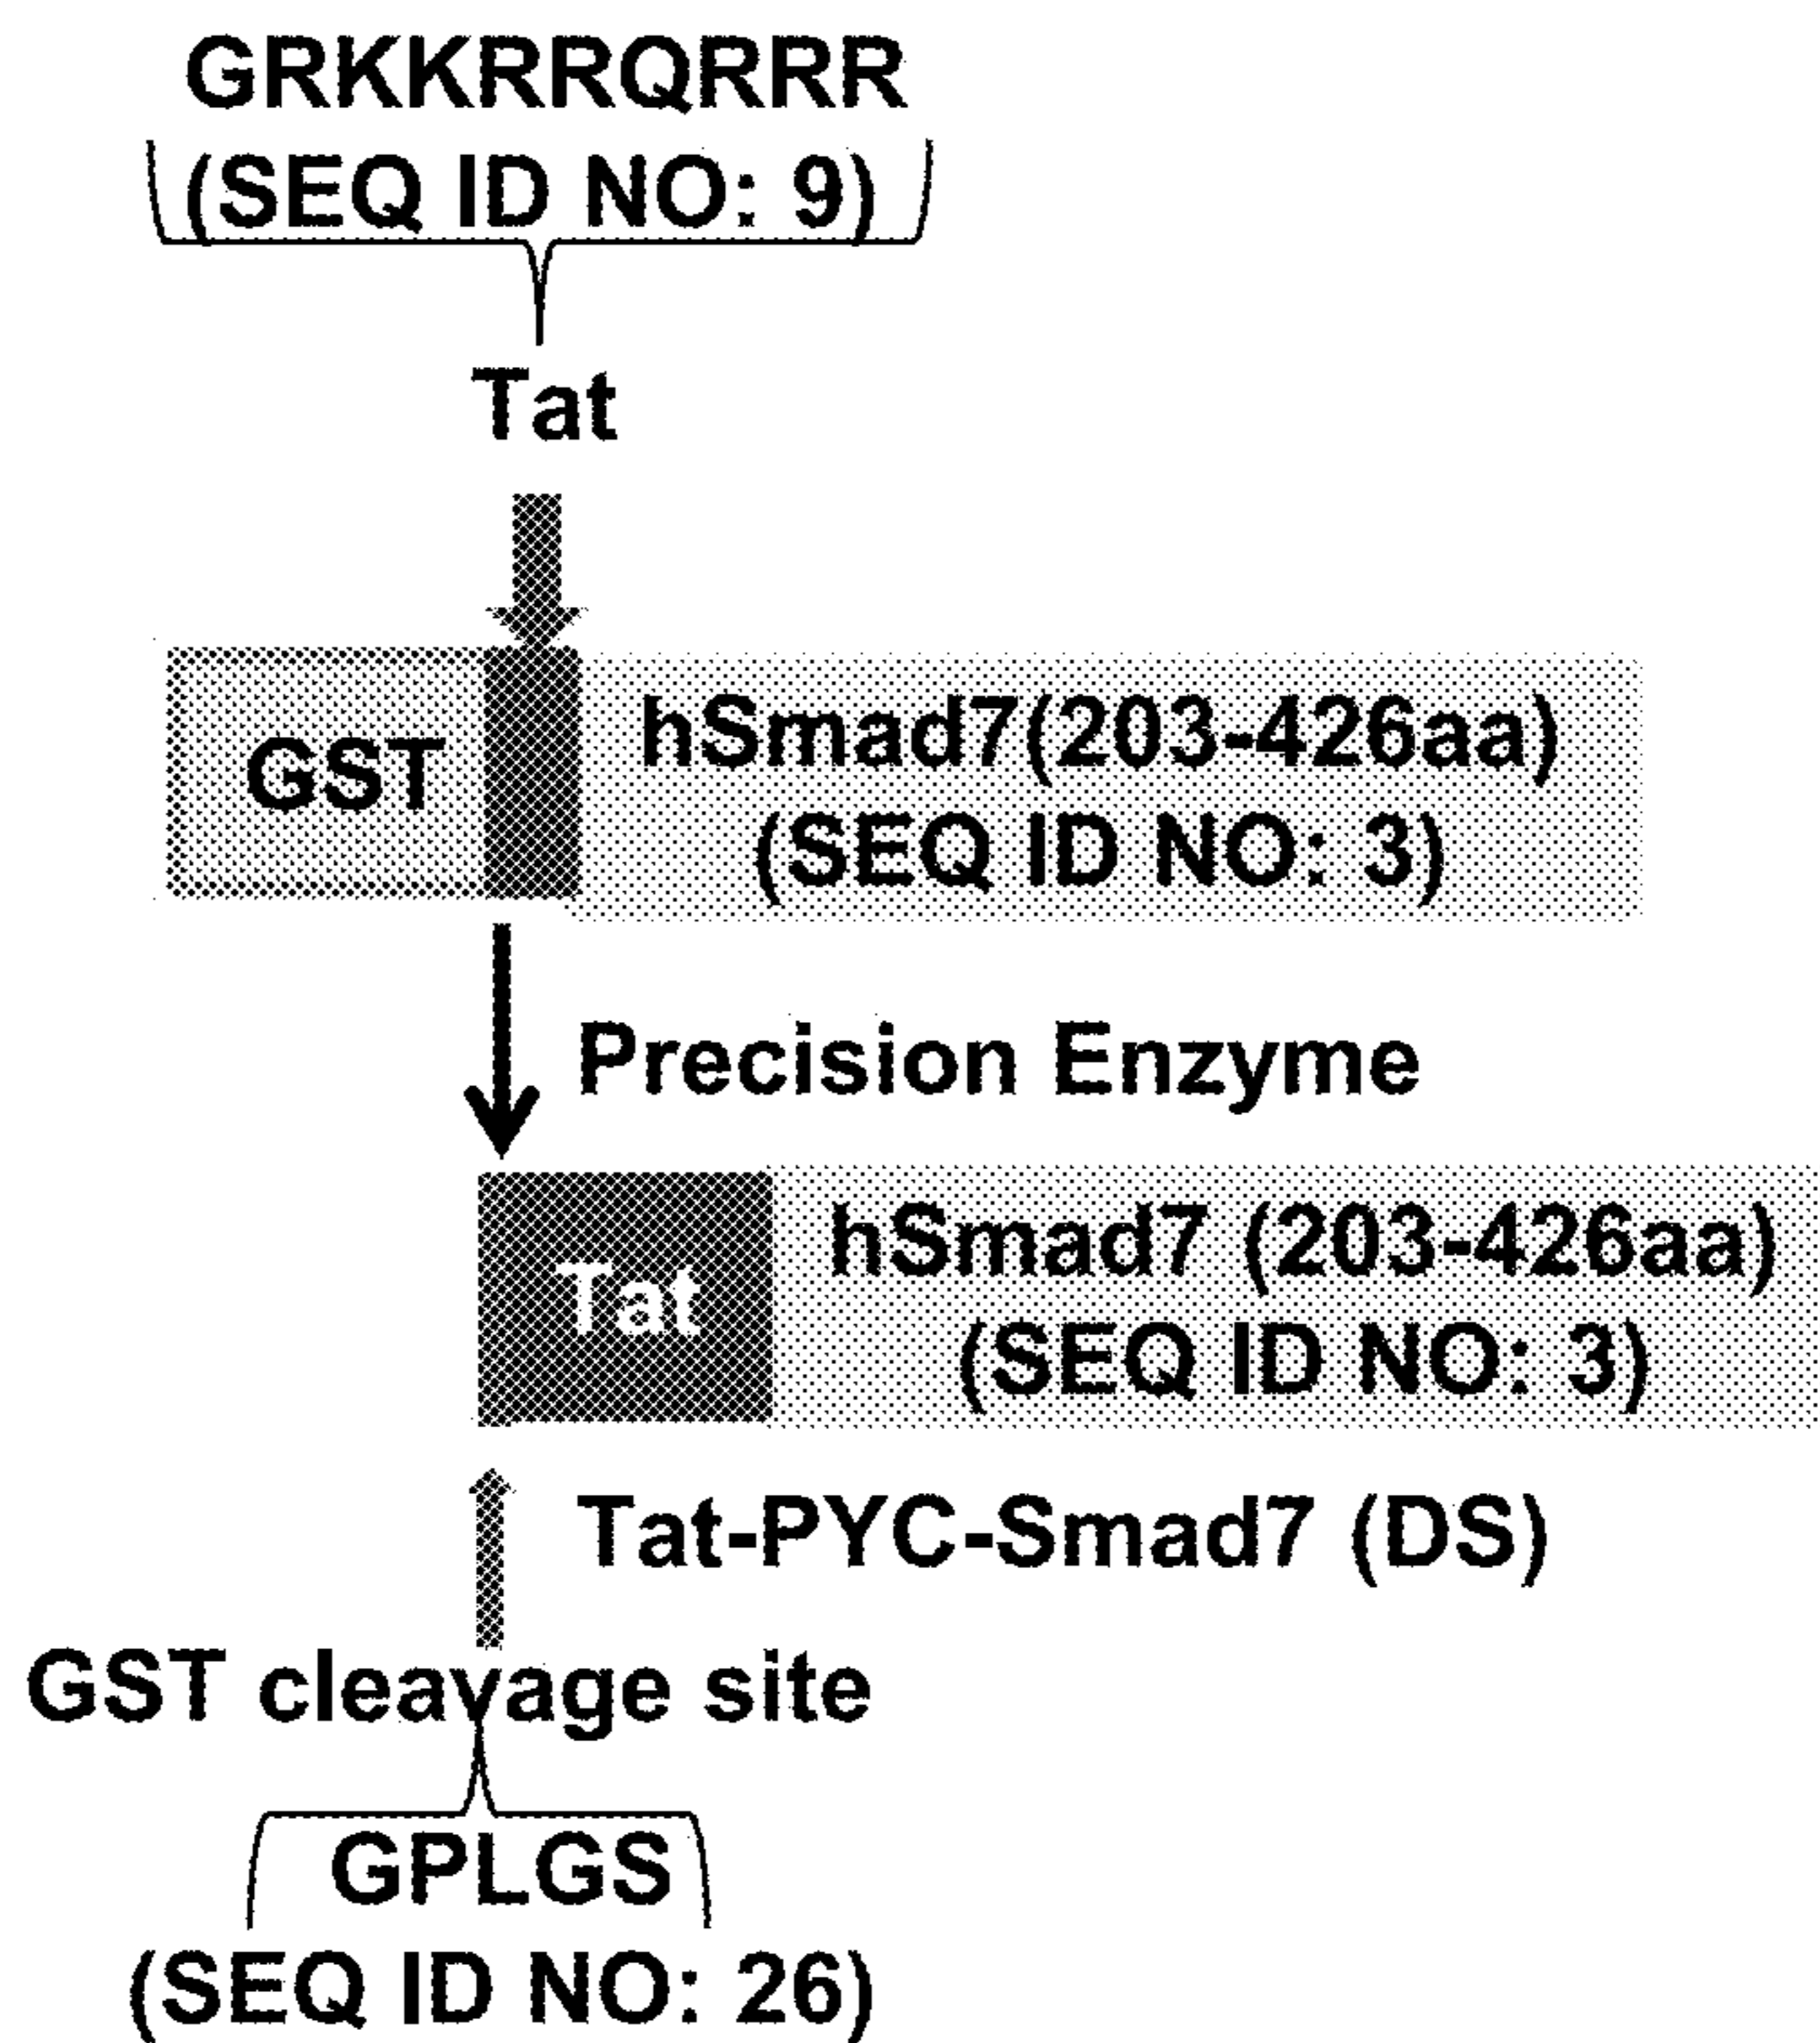 GRKKRRQRRR
(SEQ ID NO: 9)
Tat
GST
hSmad7(203-426aa)
(SEQ ID NO: 3)
Precision Enzyme
Tat
hSmad7 (203-426aa)
(SEQ ID NO: 3)
Tat-PYC-Smad7 (DS)
GST cleavage site
GPLGS
(SEQ ID NO: 26)